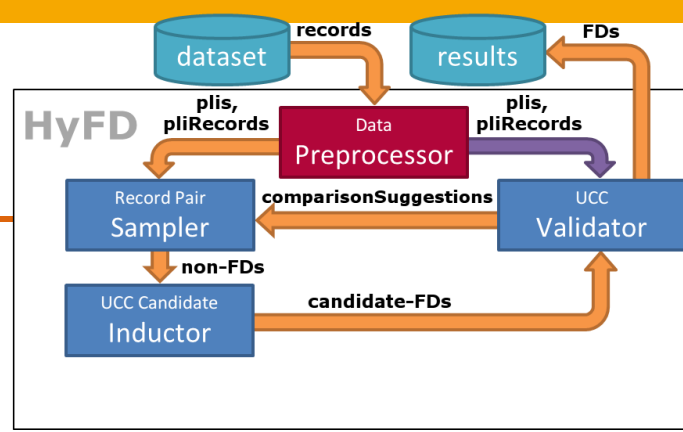 records
FDs
dataset
results
HyFD
plis,
pliRecords
Data
Preprocessor
plis,
pliRecords
Record Pair
Sampler
comparisonSuggestions
UCC
Validator
non-FDs
UCC Candidate
Inductor
candidate-FDs